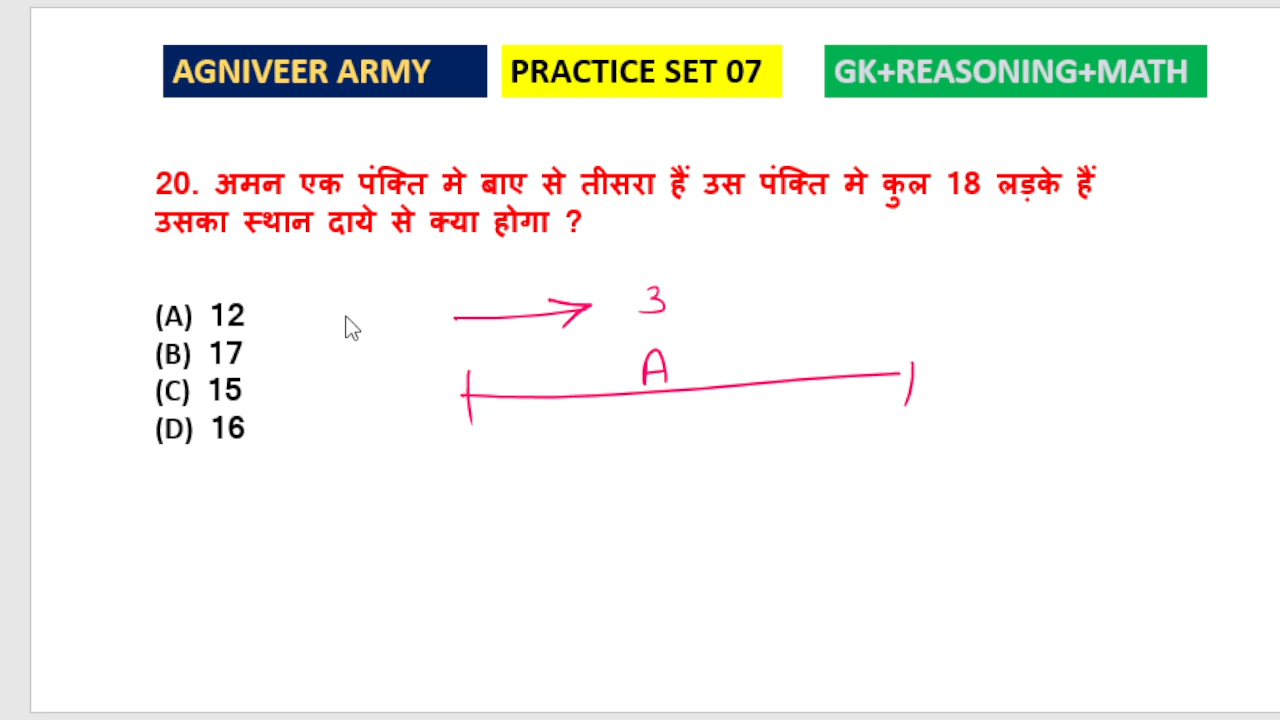 AGNIVEER ARMY PRACTICE SET 07 GK+REASONING+MATH
20. अमन एक पंक्ति मे बाए से तीसरा हैं उस पंक्ति मे कुल 18 लड़के हैं
उसका स्थान दाये से क्या होगा ?
(A) 12
(B) 17
(C) 15
(D) 16
3
A